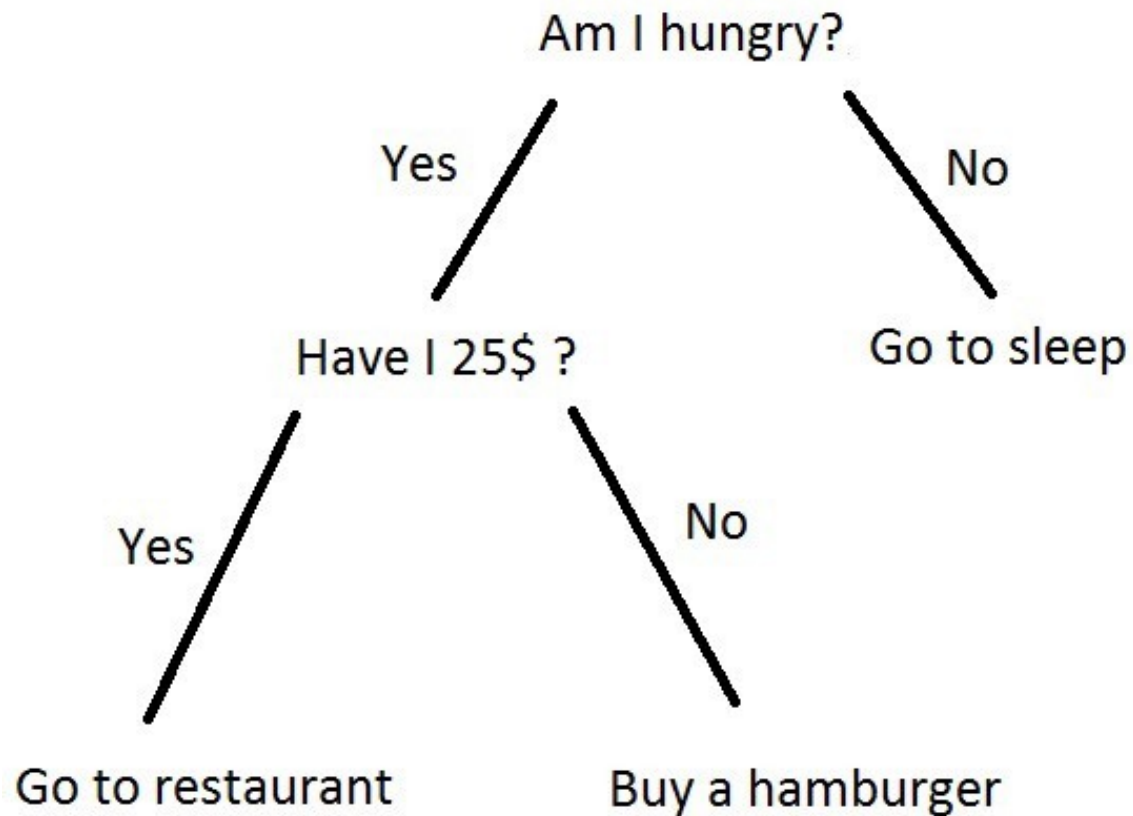 Am I hungry?
Yes
No
Have I 25$ ?
Go to sleep
Yes
No
Go to restaurant
Buy a hamburger